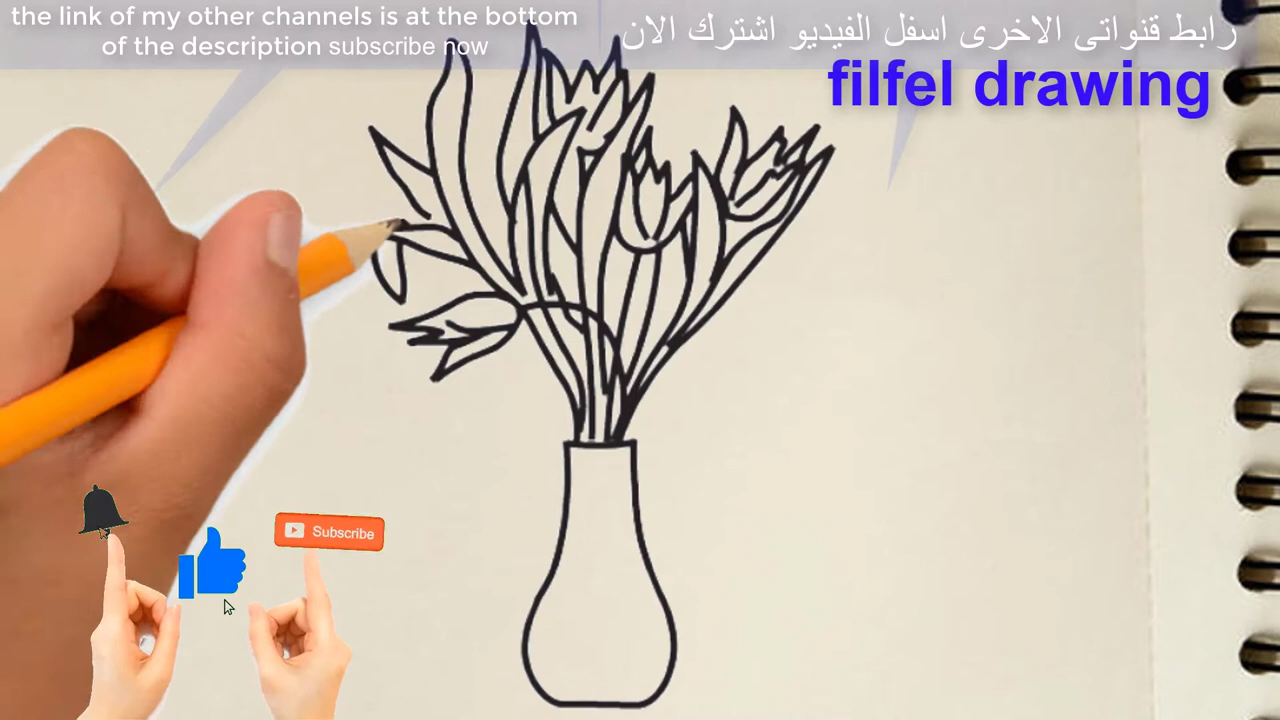 the link of my other channels is at the bottom
of the description subscribe now
رابط قنواتى الاخرى اسفل الفيديو اشترك الان
filfel drawing
Subscribe